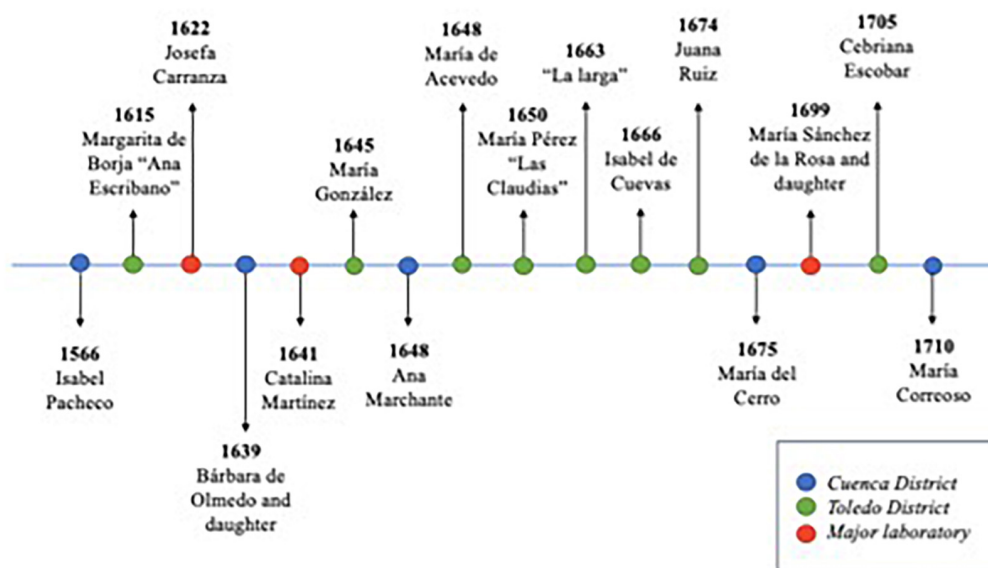 1622
Josefa
Carranza
1648
María de
Acevedo
1663
“La larga”
1674
Juana
Ruiz
1705
Cebriana
Escobar
1615
Margarita de
Borja “Ana
Escribano”
1645
María
González
1650
María Pérez
“Las
Claudias”
1666
Isabel de
Cuevas
1699
María Sánchez
de la Rosa and
daughter
1566
Isabel
Pacheco
1639
Bárbara de
Olmedo and
daughter
1641
Catalina
Martínez
1648
Ana
Marchante
1675
María del
Cerro
1710
María
Correoso
Cuenca District
Toledo District
Major laboratory